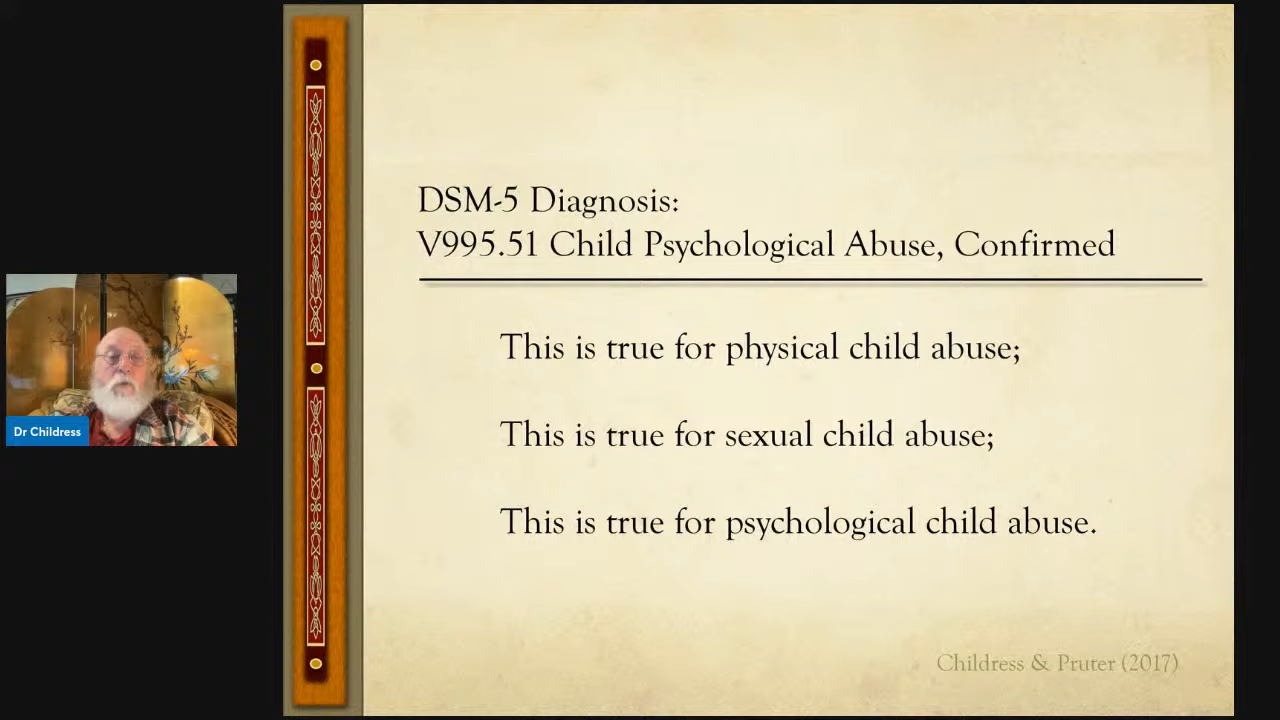 DSM-5 Diagnosis:
V995.51 Child Psychological Abuse, Confirmed
This is true for physical child abuse;
This is true for sexual child abuse;
This is true for psychological child abuse.
Dr Childress
Childress & Pruter (2017)